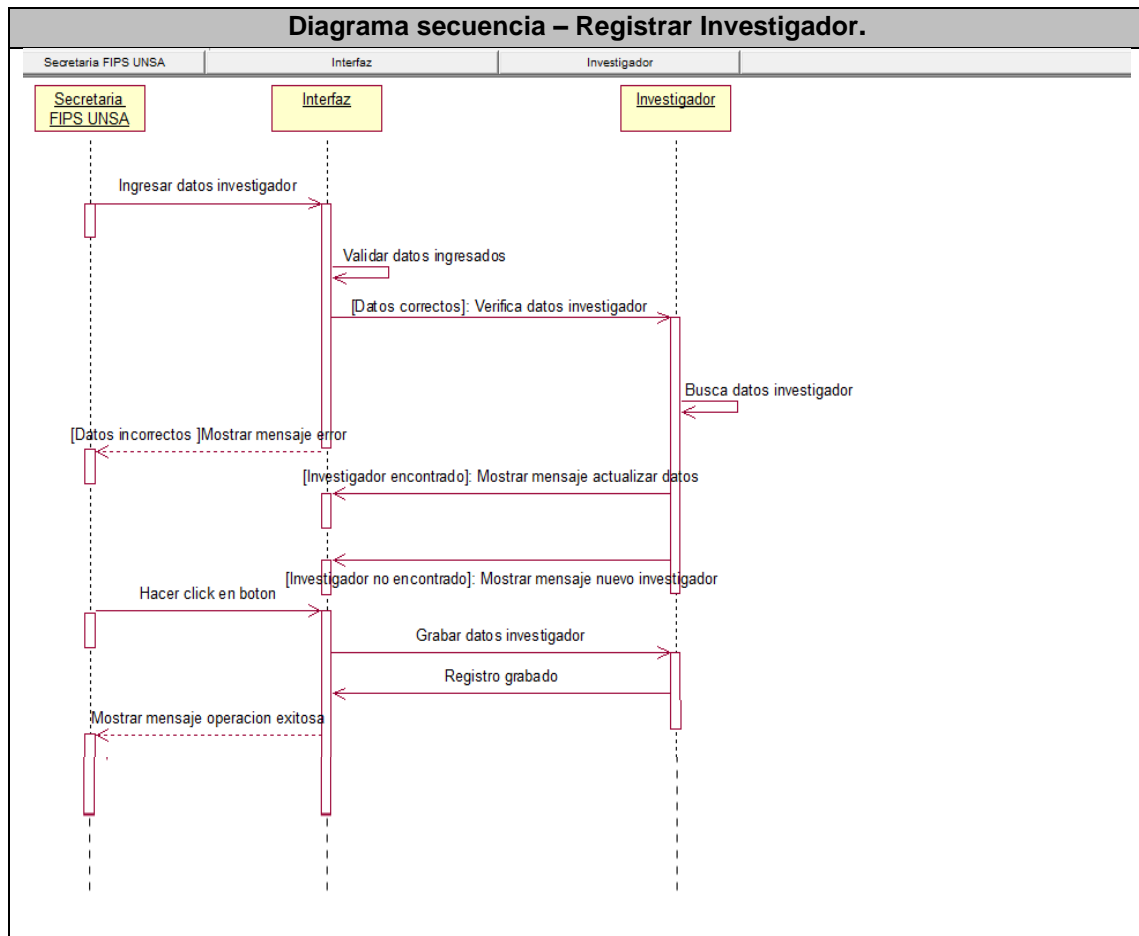 Diagrama secuencia – Registrar Investigador.
Secretaria FIPS UNSA
Interfaz
Investigador
Secretaria
FIPS UNSA
Interfaz
Investigador
Ingresar datos investigador
Validar datos ingresados
[Datos correctos]: Verifica datos investigador
Busca datos investigador
[Datos incorrectos ]Mostrar mensaje error
[Investigador encontrado]: Mostrar mensaje actualizar datos
[Investigador no encontrado]: Mostrar mensaje nuevo investigador
Hacer click en boton
Grabar datos investigador
Registro grabado
Mostrar mensaje operacion exitosa